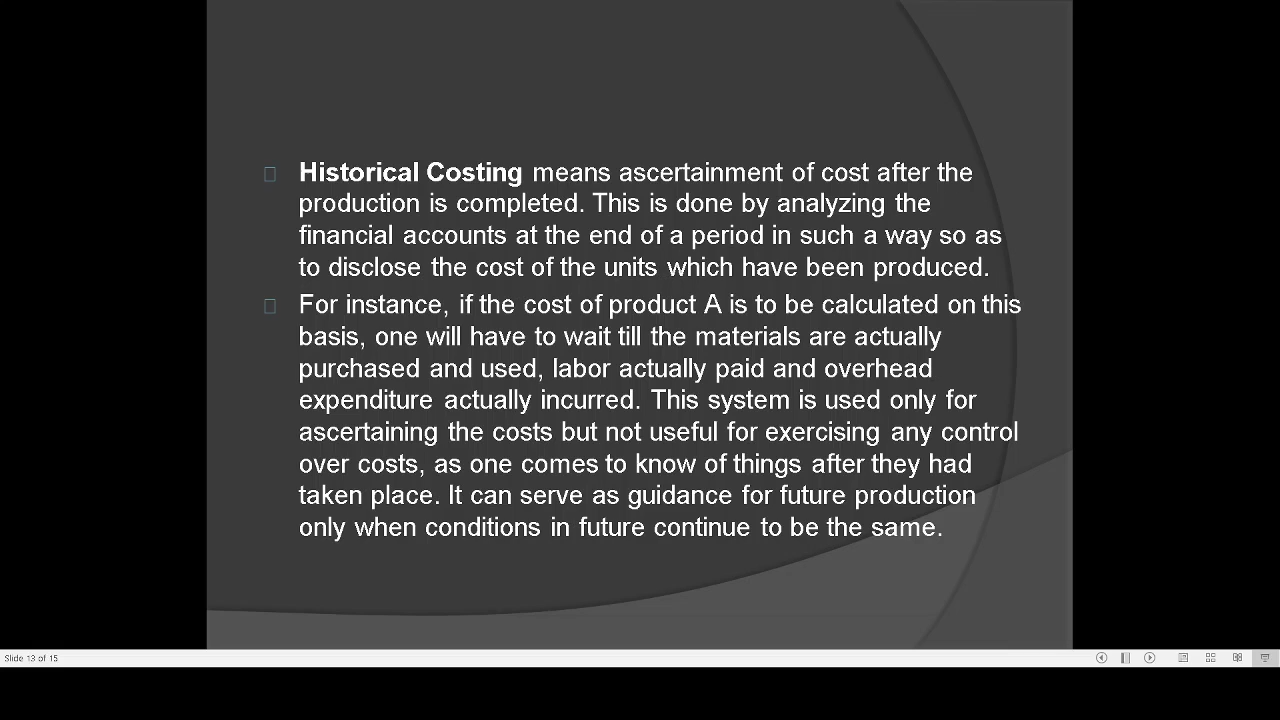 Historical Costing means ascertainment of cost after the
production is completed. This is done by analyzing the
financial accounts at the end of a period in such a way so as
to disclose the cost of the units which have been produced.
For instance, if the cost of product A is to be calculated on this
basis, one will have to wait till the materials are actually
purchased and used, labor actually paid and overhead
expenditure actually incurred. This system is used only for
ascertaining the costs but not useful for exercising any control
over costs, as one comes to know of things after they had
taken place. It can serve as guidance for future production
only when conditions in future continue to be the same.
Slide 13 of 15